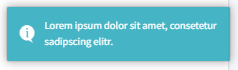 Lorem ipsum dolor sit amet, consetetur
sadipscing elitr.